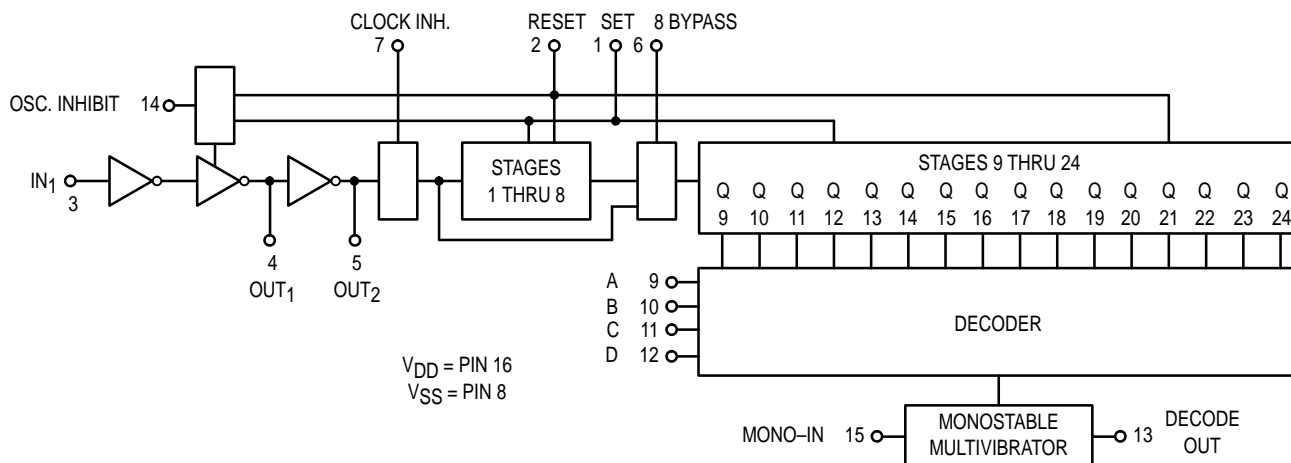 CLOCK INH.
7
RESET
2
SET
1
8 BYPASS
6
OSC. INHIBIT 14
IN1
3
STAGES
1 THRU 8
STAGES 9 THRU 24
Q Q Q Q Q Q Q Q Q Q Q Q Q Q Q Q
9 10 11 12 13 14 15 16 17 18 19 20 21 22 23 24
4
OUT1
5
OUT2
A 9
B 10
C 11
D 12
DECODER
VDD = PIN 16
VSS = PIN 8
MONO–IN 15
MONOSTABLE
MULTIVIBRATOR
13 DECODE
OUT